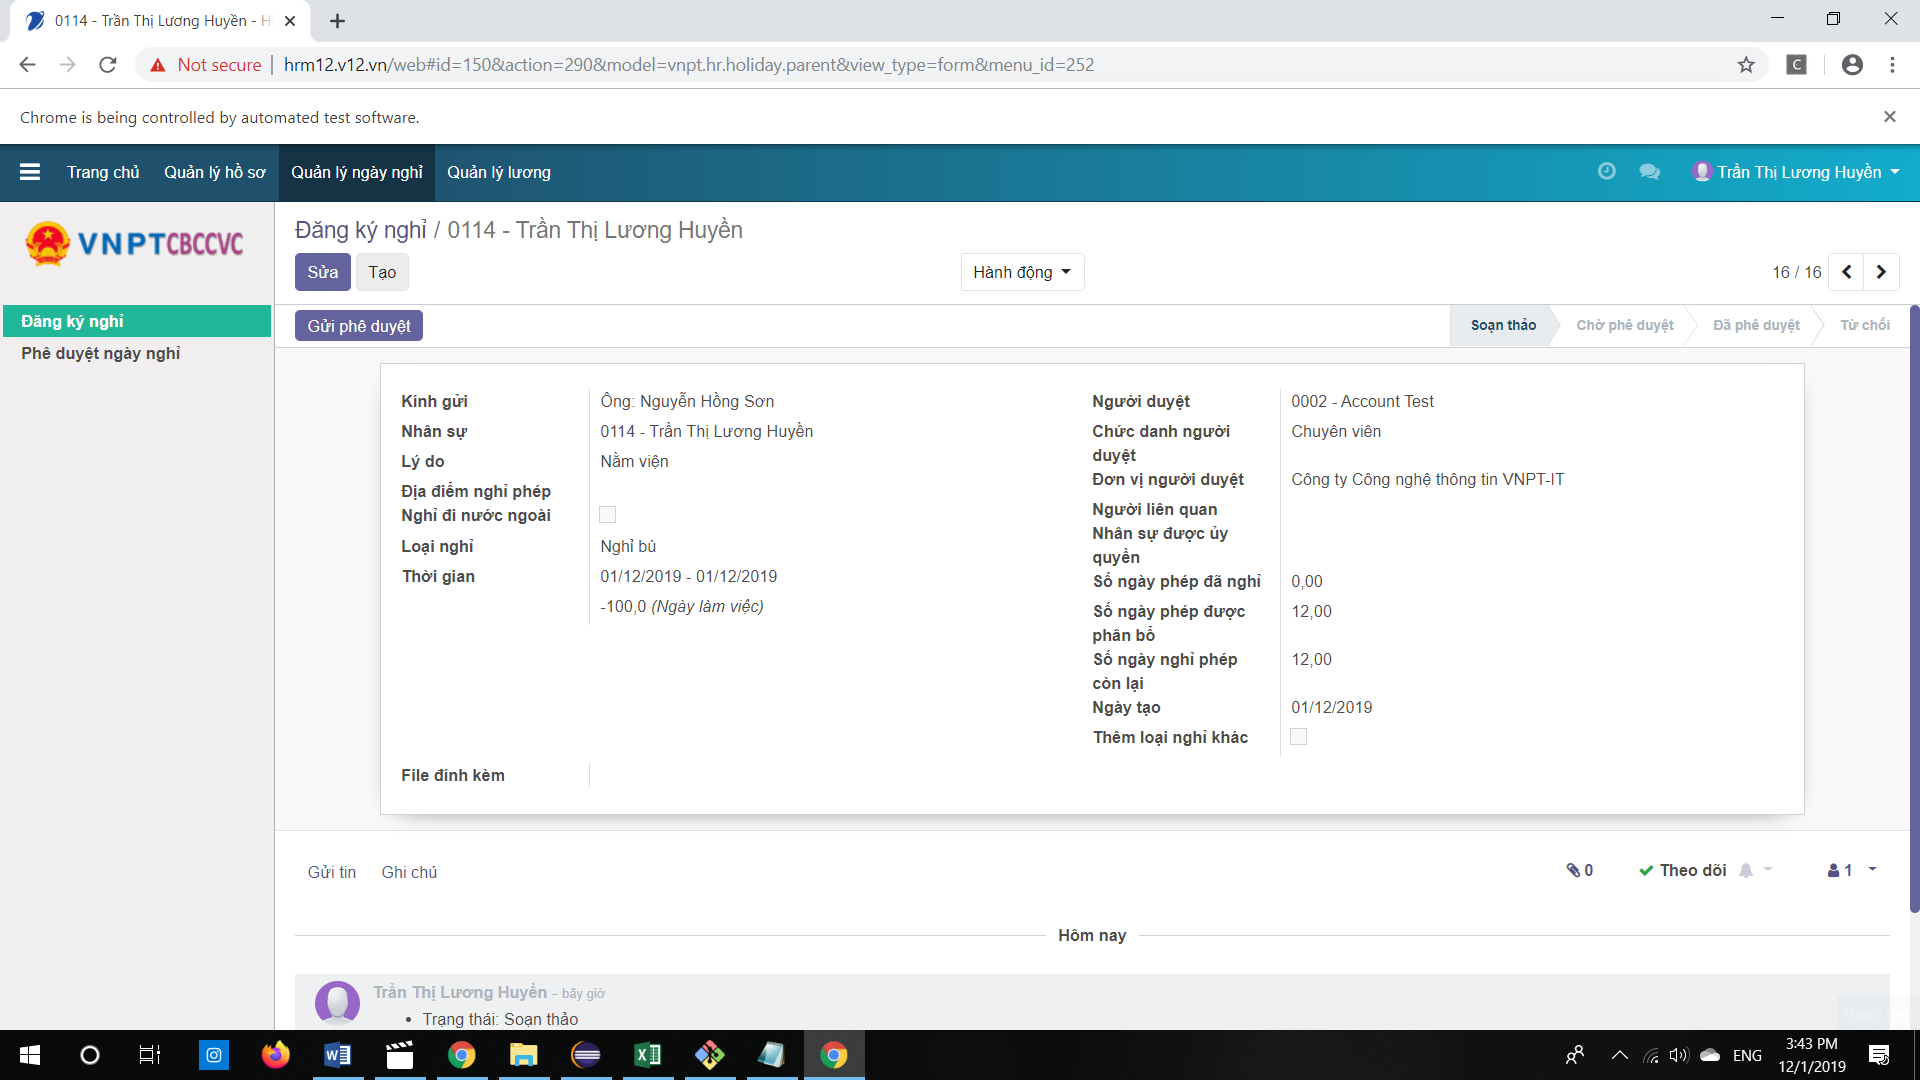 0114 - Trần Thị Lương Huyền - H
Not secure
hrm12.v12.vn/web#id=150&action=290&model=vnpt.hr.holiday.parent&view_type=form&menu_id=252
C
Chrome is being controlled by automated test software.
Trang chủ
Quản lý hồ sơ
Quản lý ngày nghỉ
Quản lý lương
Trần Thị Lương Huyền
VNPTCBCCVC
Đăng ký nghỉ / 0114 - Trần Thị Lương Huyền
Sửa
Tạo
Hành động
16 / 16
Đăng ký nghỉ
Phê duyệt ngày nghỉ
Gửi phê duyệt
Soạn thảo
Chờ phê duyệt
Đã phê duyệt
Từ chối
Kính gửi
Ông: Nguyễn Hồng Sơn
Nhân sự
0114 - Trần Thị Lương Huyền
Lý do
Nằm viện
Địa điểm nghỉ phép
Nghỉ đi nước ngoài
Loại nghỉ
Nghỉ bù
Thời gian
01/12/2019 - 01/12/2019
-100,0 (Ngày làm việc)
File đính kèm
Người duyệt
0002 - Account Test
Chức danh người
duyệt
Chuyên viên
Đơn vị người duyệt
Công ty Công nghệ thông tin VNPT-IT
Người liên quan
Nhân sự được ủy
quyền
Số ngày phép đã nghỉ
0,00
Số ngày phép được
phân bổ
12,00
Số ngày nghỉ phép
còn lại
12,00
Ngày tạo
01/12/2019
Thêm loại nghỉ khác
Gửi tin
Ghi chú
0
Theo dõi
1
Hôm nay
Trần Thị Lương Huyền - bây giờ
Trạng thái: Soạn thảo
ENG
3:43 PM
12/1/2019